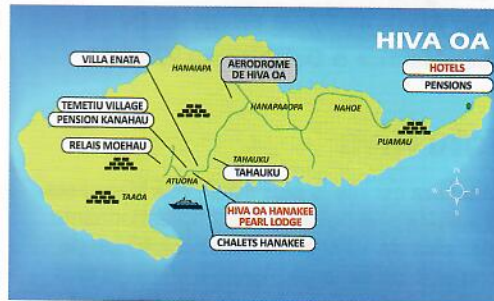 HIVA OA
HOTELS
PENSIONS
VILLA ENATA
HANAIAPA
AERODROME
DE HIVA OA
TEMETIU VILLAGE
PENSION KANAHAU
HANAPAAOPA
NAHOE
PUAMAU
RELAIS MOEHAU
TAHAUKU
TAHAUKU
ATUONA
TAAOA
HIVA OA HANAKEE
PEARL LODGE
CHALETS HANAKEE
N